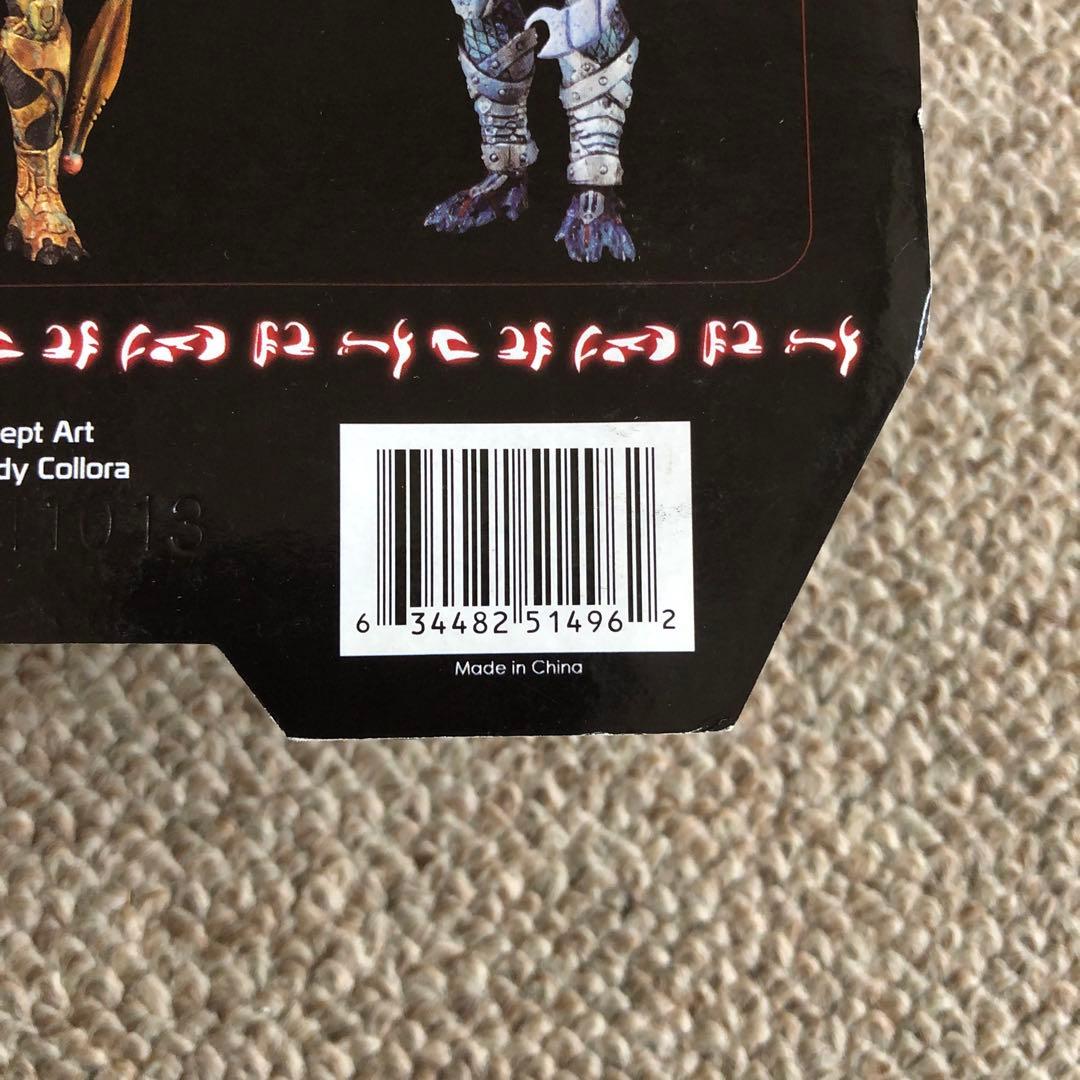 ept Art
dy Collora
11013
6 34482 51496 2
Made in China